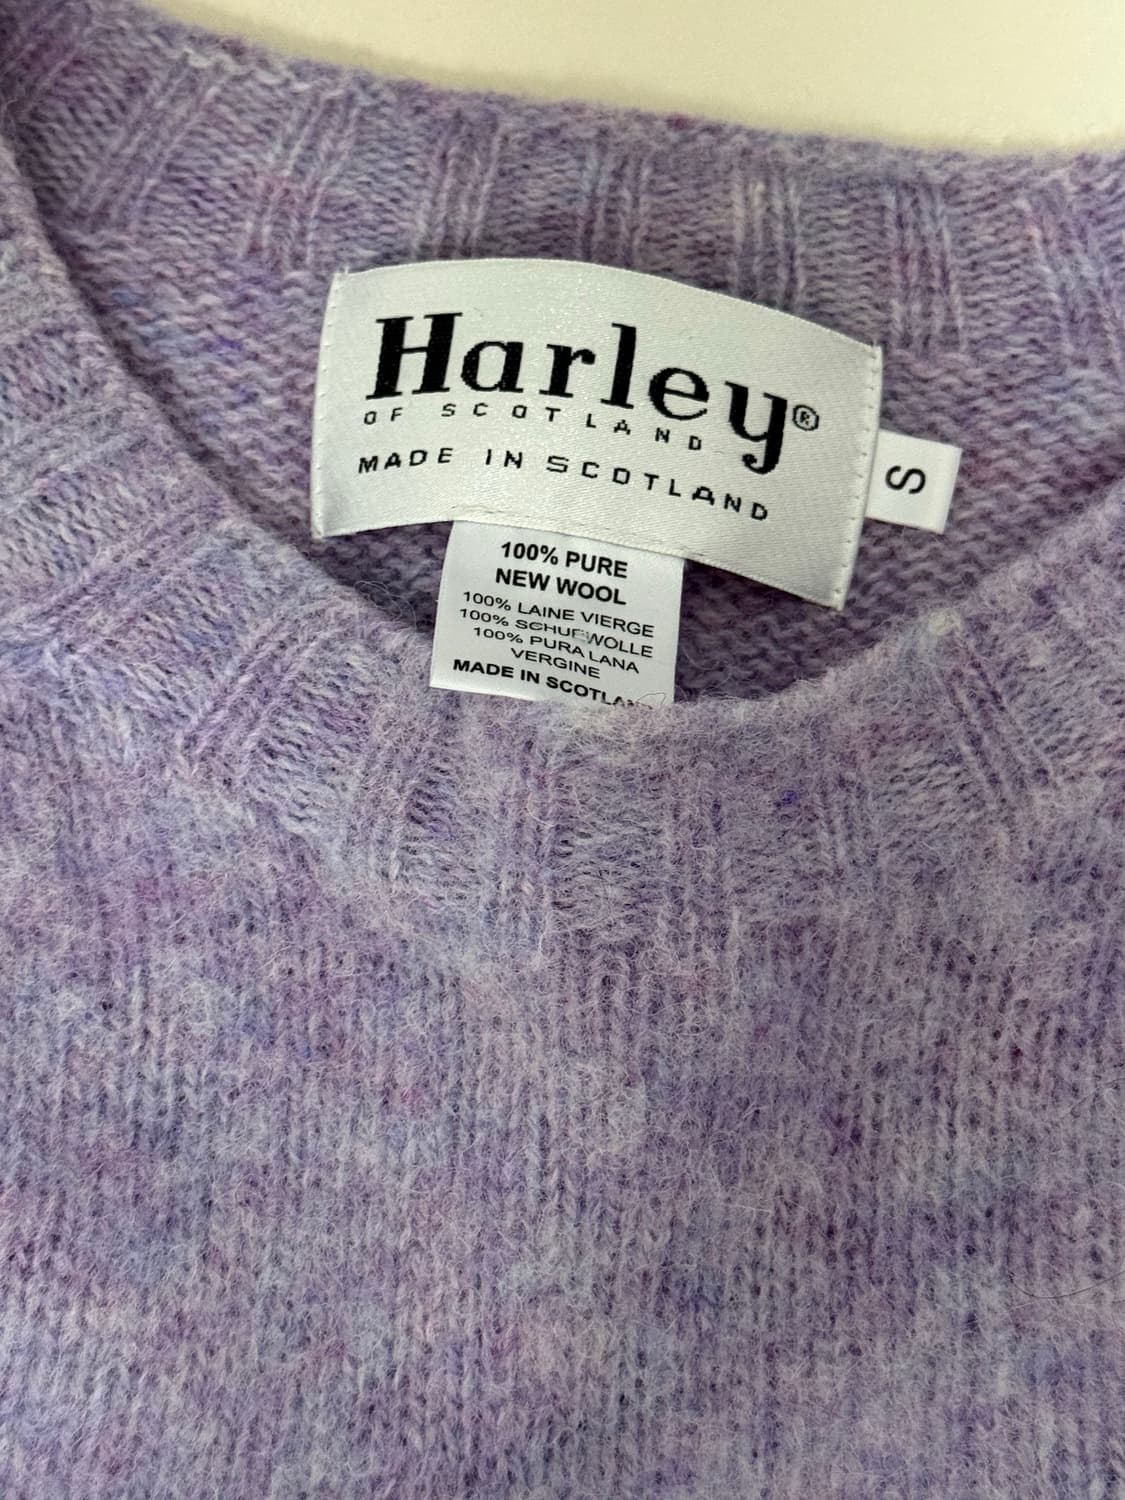 Harley®
OF SCOTLAND
MADE IN SCOTLAND
S
100% PURE
NEW WOOL
100% LAINE VIERGE
100% SCHURWOLLE
100% PURA LANA
VERGINE
MADE IN SCOTLAND